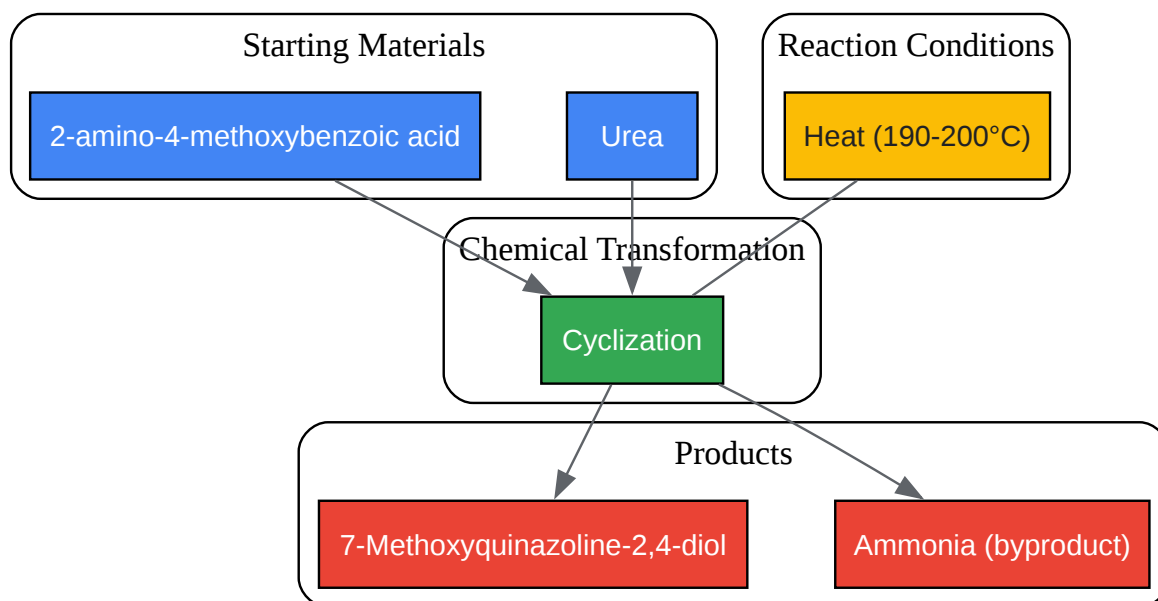 Starting Materials
Reaction Conditions
2-amino-4-methoxybenzoic acid
Urea
Heat (190-200°C)
Chemical Transformation
Cyclization
Products
7-Methoxyquinazoline-2,4-diol
Ammonia (byproduct)